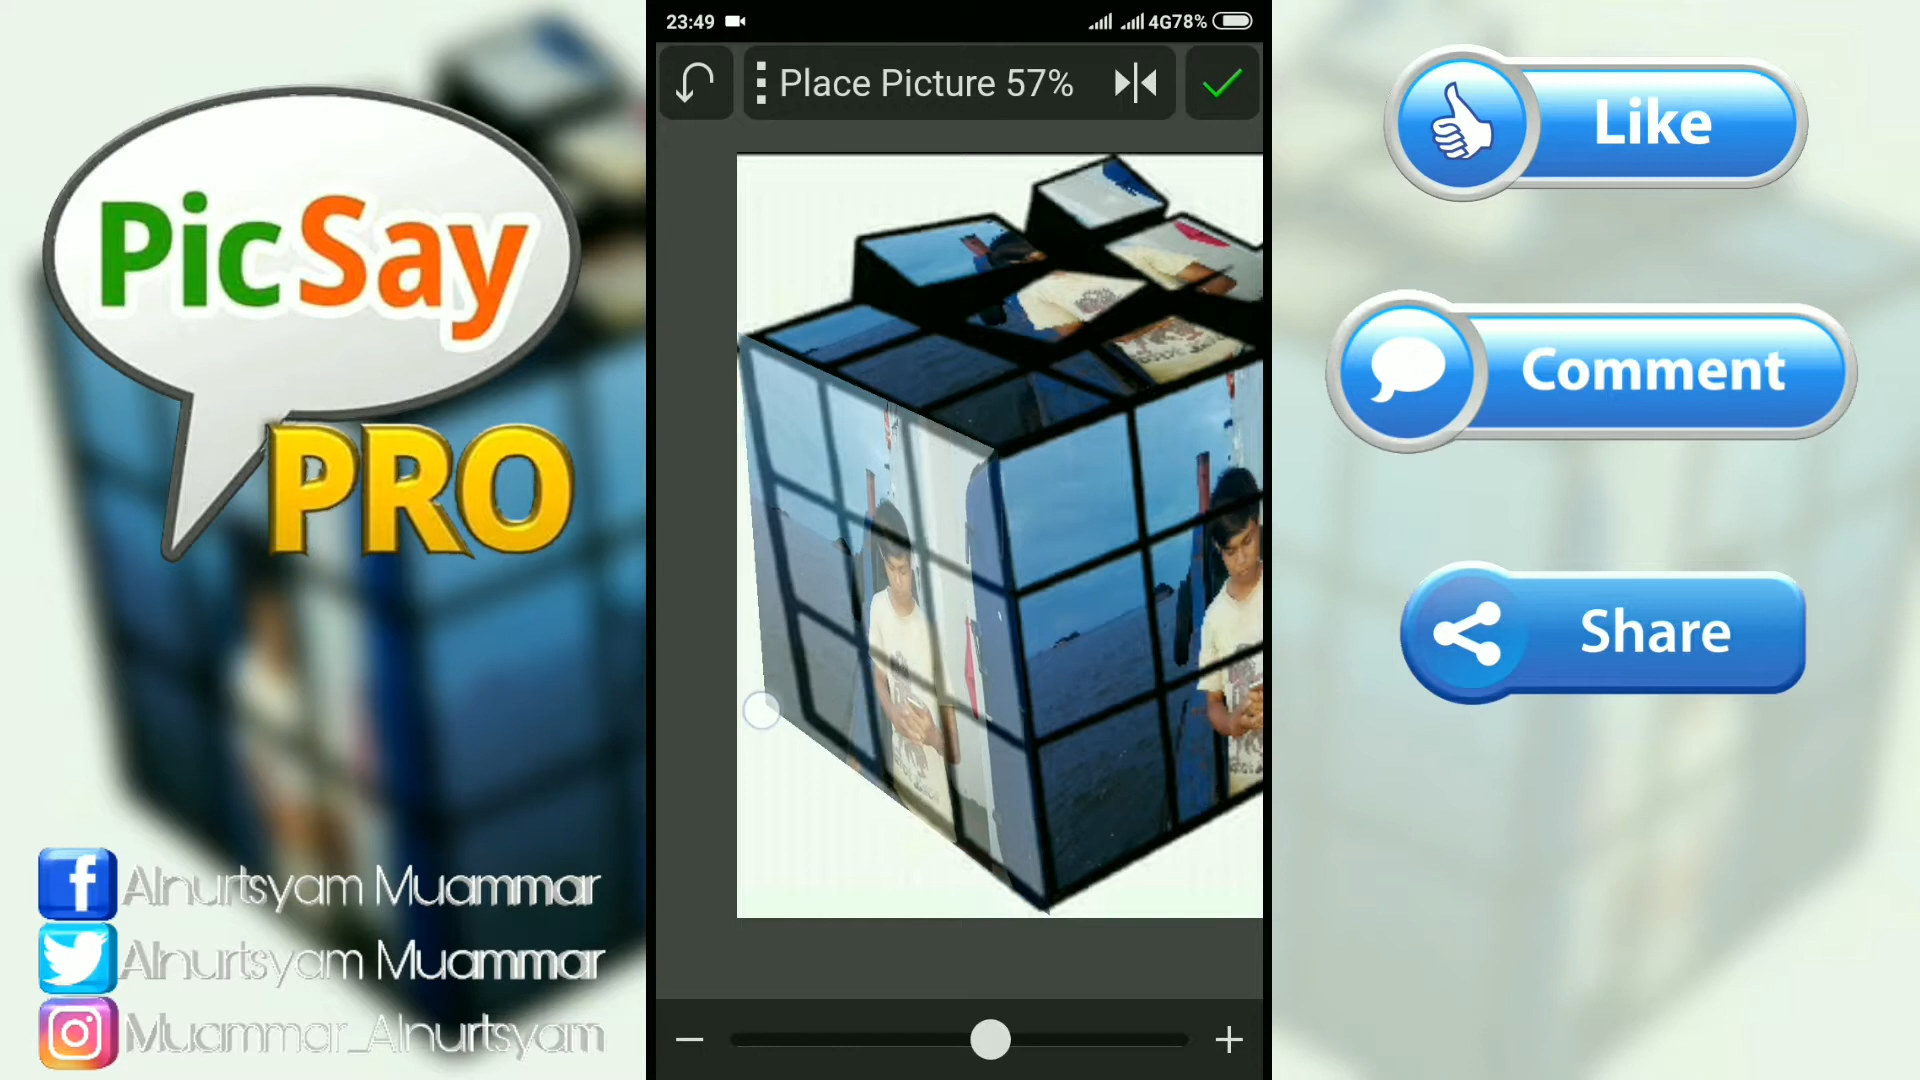 PicSay
PRO
Alnurtsyam Muammar
Alnurtsyam Muammar
Muammar_Alnurtsyam
23:49
4G78%
Place Picture 57%
Like
Comment
Share